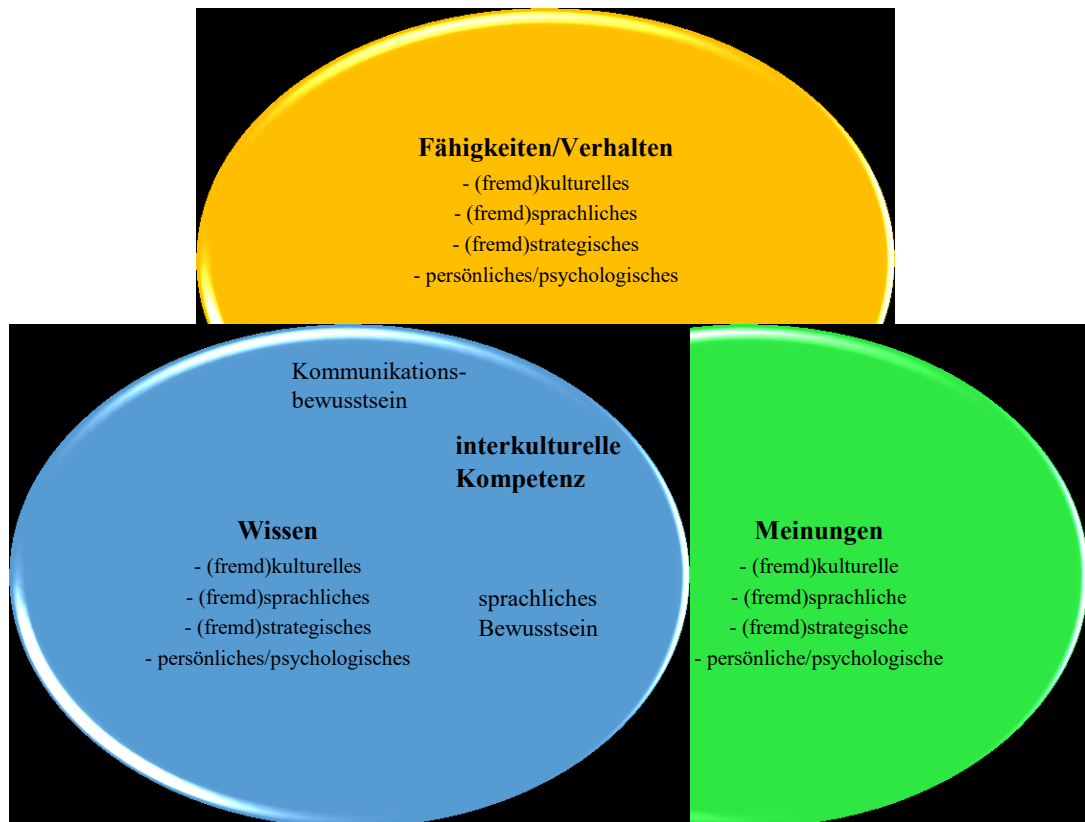 Fähigkeiten/Verhalten
- (fremd)kulturelles
- (fremd)sprachliches
- (fremd)strategisches
- persönliches/psychologisches
Kommunikations-
bewusstsein
interkulturelle
Kompetenz
Wissen
- (fremd)kulturelles
- (fremd)sprachliches
- (fremd)strategisches
- persönliches/psychologisches
sprachliches
Bewusstsein
Meinungen
- (fremd)kulturelle
- (fremd)sprachliche
- (fremd)strategische
- persönliche/psychologische